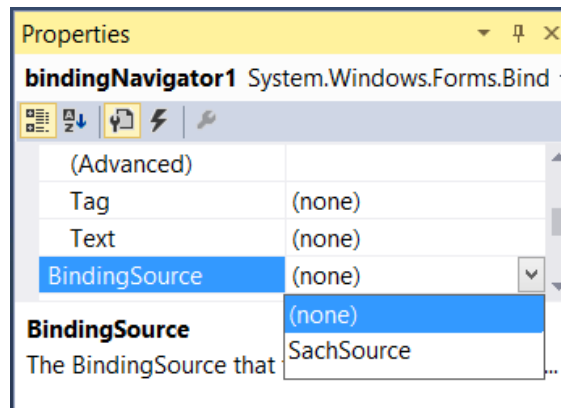 Properties
bindingNavigator1 System.Windows.Forms.Bind
(Advanced)
Tag (none)
Text (none)
BindingSource (none)
(none)
SachSource
BindingSource
The BindingSource that ...